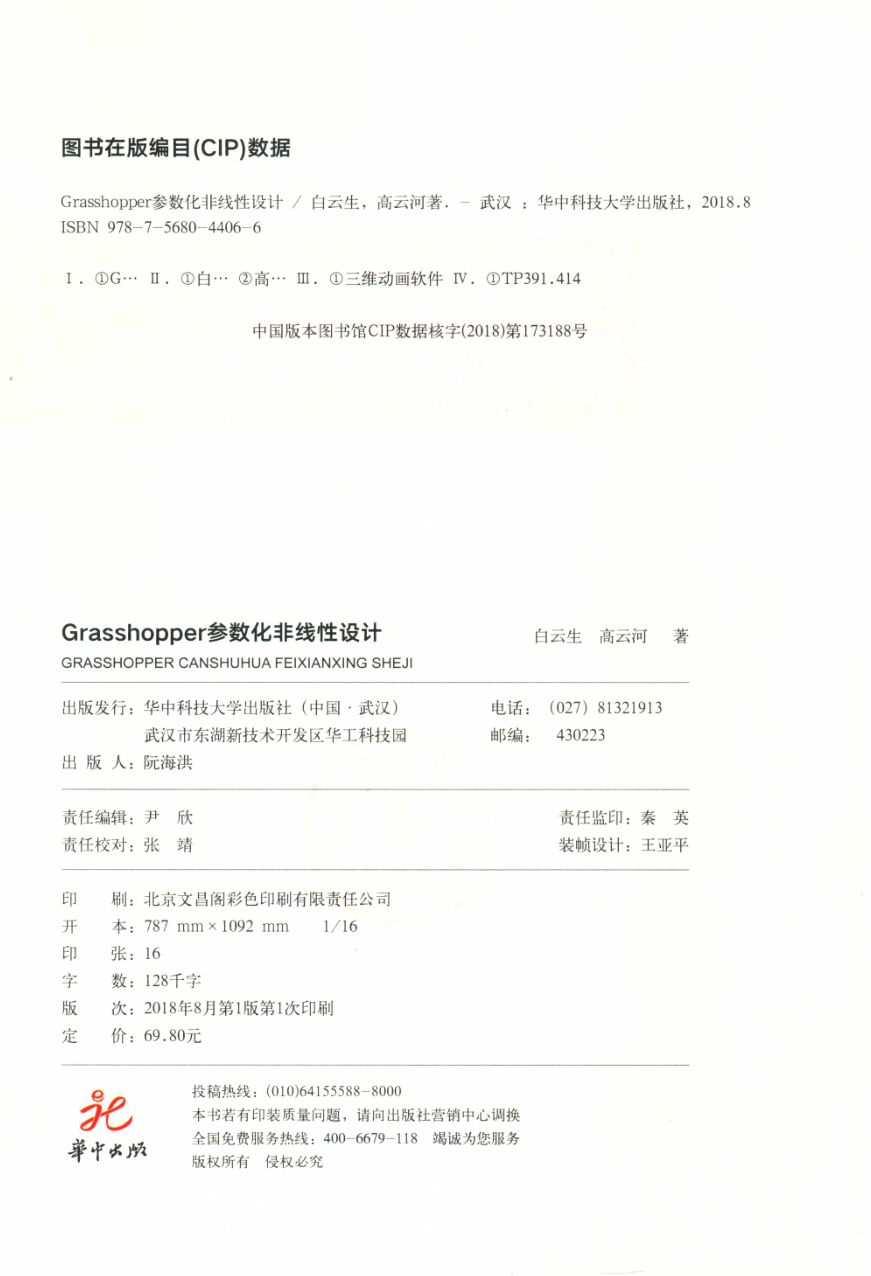 图书在版编目(CIP)数据
Grasshopper参数化非线性设计 / 白云生，高云河著. — 武汉 : 华中科技大学出版社，2018.8
ISBN 978-7-5680-4406-6
Ⅰ. ①G… Ⅱ. ①白… ②高… Ⅲ. ①三维动画软件 Ⅳ. ①TP391.414
中国版本图书馆CIP数据核字(2018)第173188号
Grasshopper参数化非线性设计 白云生 高云河 著
GRASSHOPPER CANSHUHUA FEIXIANXING SHEJI
出版发行：华中科技大学出版社（中国·武汉） 电话：（027）81321913
武汉市东湖新技术开发区华工科技园 邮编： 430223
出 版 人：阮海洪
责任编辑：尹 欣 责任监印：秦 英
责任校对：张 靖 装帧设计：王亚平
印 刷：北京文昌阁彩色印刷有限责任公司
开 本：787 mm×1092 mm 1/16
印 张：16
字 数：128千字
版 次：2018年8月第1版第1次印刷
定 价：69.80元
投稿热线：(010)64155588-8000
本书若有印装质量问题，请向出版社营销中心调换
全国免费服务热线：400-6679-118 竭诚为您服务
版权所有 侵权必究
華中出版